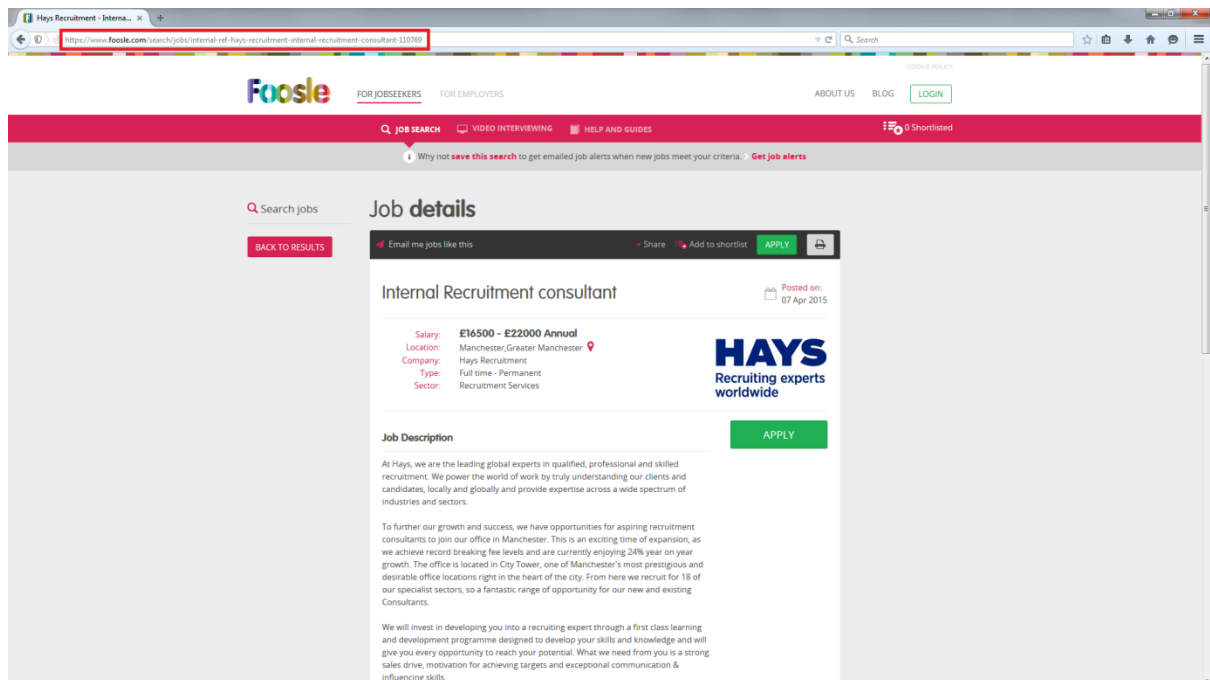 Hays Recruitment - Interna...
https://www.foosle.com/search/jobs/internal-ref-hays-recruitment-internal-recruitment-consultant-110769
Search
COOKIE POLICY
Foosle
FOR JOBSEEKERS FOR EMPLOYERS
ABOUT US BLOG LOGIN
JOB SEARCH VIDEO INTERVIEWING HELP AND GUIDES
0 Shortlisted
Why not save this search to get emailed job alerts when new jobs meet your criteria. Get job alerts
Search jobs
BACK TO RESULTS
Job details
Email me jobs like this
Share Add to shortlist APPLY
Internal Recruitment consultant
Posted on:
07 Apr 2015
Salary: £16500 - £22000 Annual
Location: Manchester,Greater Manchester
Company: Hays Recruitment
Type: Full time - Permanent
Sector: Recruitment Services
HAYS
Recruiting experts
worldwide
APPLY
Job Description
At Hays, we are the leading global experts in qualified, professional and skilled
recruitment. We power the world of work by truly understanding our clients and
candidates, locally and globally and provide expertise across a wide spectrum of
industries and sectors.
To further our growth and success, we have opportunities for aspiring recruitment
consultants to join our office in Manchester. This is an exciting time of expansion, as
we achieve record breaking fee levels and are currently enjoying 24% year on year
growth. The office is located in City Tower, one of Manchester's most prestigious and
desirable office locations right in the heart of the city. From here we recruit for 18 of
our specialist sectors, so a fantastic range of opportunity for our new and existing
Consultants.
We will invest in developing you into a recruiting expert through a first class learning
and development programme designed to develop your skills and knowledge and will
give you every opportunity to reach your potential. What we need from you is a strong
sales drive, motivation for achieving targets and exceptional communication &
influencing skills.